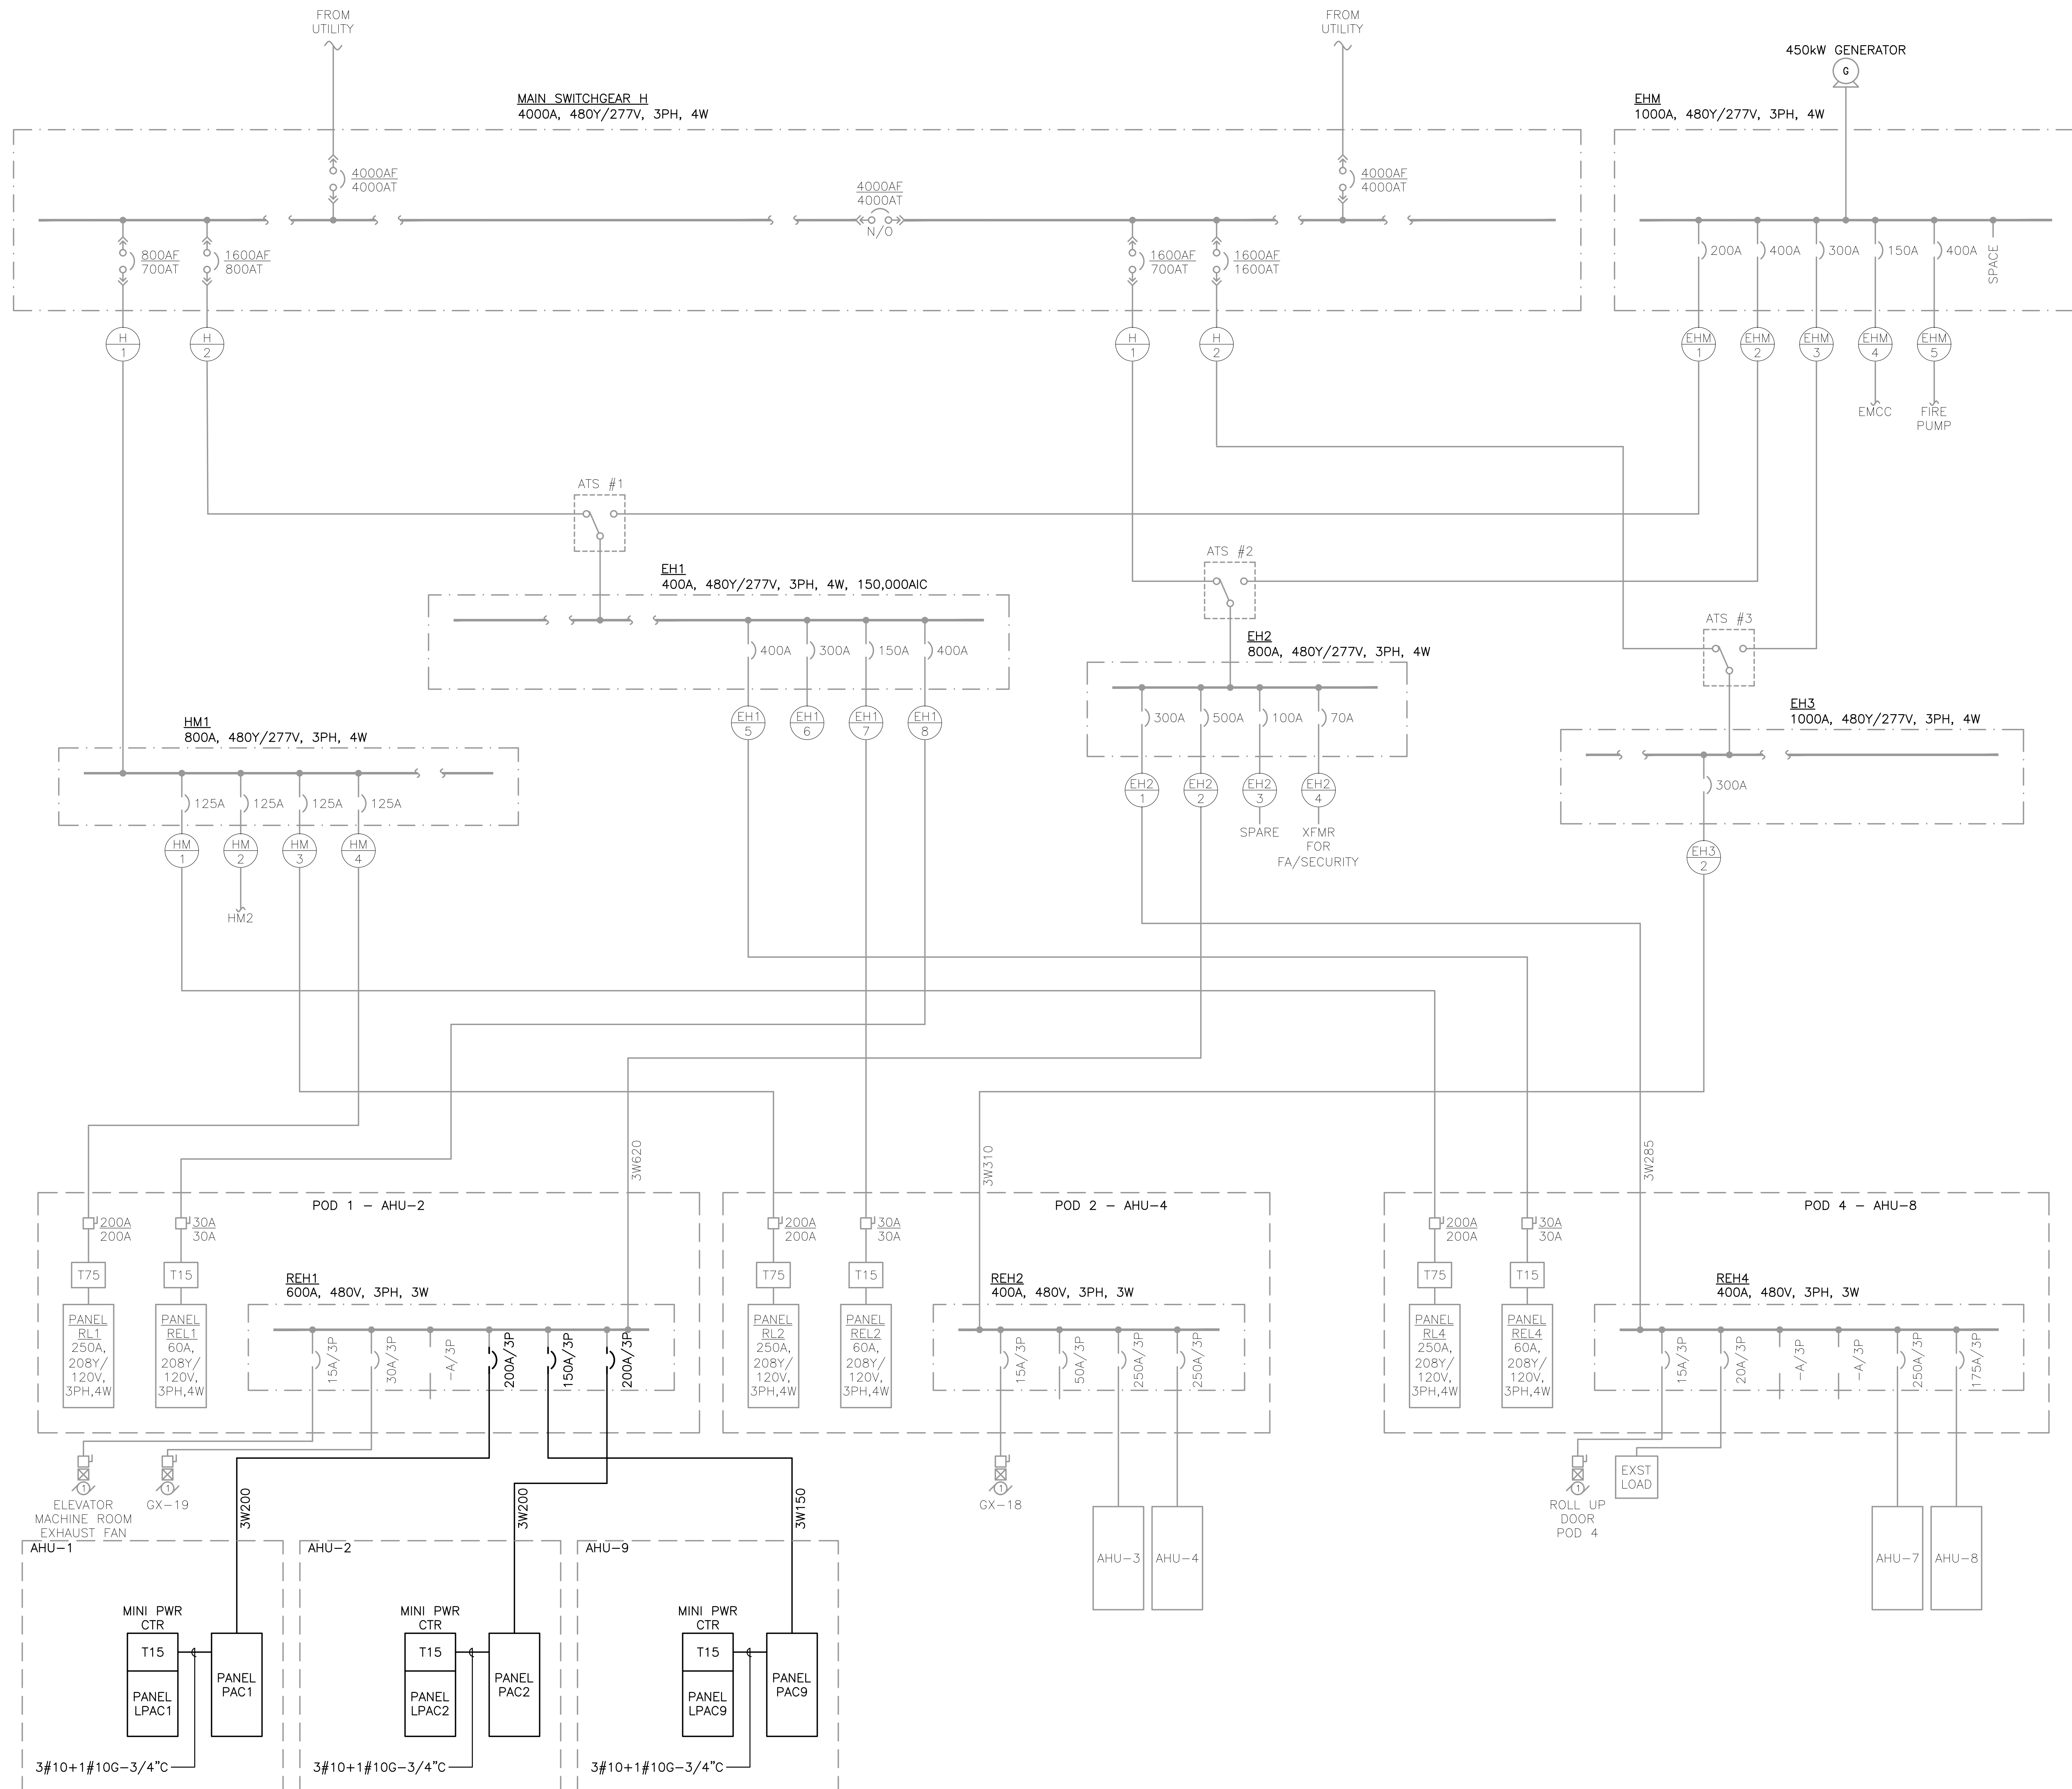 FROM
UTILITY
FROM
UTILITY
450kW GENERATOR
G
MAIN SWITCHGEAR H
4000A, 480Y/277V, 3PH, 4W
EHM
1000A, 480Y/277V, 3PH, 4W
4000AF
4000AT
4000AF
4000AT
N/O
4000AF
4000AT
800AF
700AT
1600AF
800AT
1600AF
700AT
1600AF
1600AT
200A
400A
300A
150A
400A
SPACE
H
1
H
2
H
1
H
2
EHM
1
EHM
2
EHM
3
EHM
4
EHM
5
EMCC
FIRE
PUMP
ATS #1
ATS #2
ATS #3
EH1
400A, 480Y/277V, 3PH, 4W, 150,000AIC
400A
300A
150A
400A
EH1
5
EH1
6
EH1
7
EH1
8
EH2
800A, 480Y/277V, 3PH, 4W
300A
500A
100A
70A
EH2
1
EH2
2
EH2
3
EH2
4
SPARE
XFMR
FOR
FA/SECURITY
EH3
1000A, 480Y/277V, 3PH, 4W
300A
EH3
2
HM1
800A, 480Y/277V, 3PH, 4W
125A
125A
125A
125A
HM
1
HM
2
HM
3
HM
4
HM2
3W620
3W310
3W285
POD 1 - AHU-2
200A
200A
30A
30A
T75
T15
PANEL
RL1
250A,
208Y/
120V,
3PH,4W
PANEL
REL1
60A,
208Y/
120V,
3PH,4W
REH1
600A, 480V, 3PH, 3W
15A/3P
30A/3P
-A/3P
200A/3P
150A/3P
200A/3P
POD 2 - AHU-4
200A
200A
30A
30A
T75
T15
PANEL
RL2
250A,
208Y/
120V,
3PH,4W
PANEL
REL2
60A,
208Y/
120V,
3PH,4W
REH2
400A, 480V, 3PH, 3W
15A/3P
50A/3P
250A/3P
250A/3P
POD 4 - AHU-8
200A
200A
30A
30A
T75
T15
PANEL
RL4
250A,
208Y/
120V,
3PH,4W
PANEL
REL4
60A,
208Y/
120V,
3PH,4W
REH4
400A, 480V, 3PH, 3W
15A/3P
20A/3P
-A/3P
-A/3P
250A/3P
175A/3P
1
ELEVATOR
MACHINE ROOM
EXHAUST FAN
1
GX-19
3W200
3W200
3W150
1
GX-18
AHU-3
AHU-4
1
ROLL UP
DOOR
POD 4
EXST
LOAD
AHU-7
AHU-8
AHU-1
MINI PWR
CTR
T15
PANEL
LPAC1
PANEL
PAC1
3#10+1#10G-3/4"C
AHU-2
MINI PWR
CTR
T15
PANEL
LPAC2
PANEL
PAC2
3#10+1#10G-3/4"C
AHU-9
MINI PWR
CTR
T15
PANEL
LPAC9
PANEL
PAC9
3#10+1#10G-3/4"C